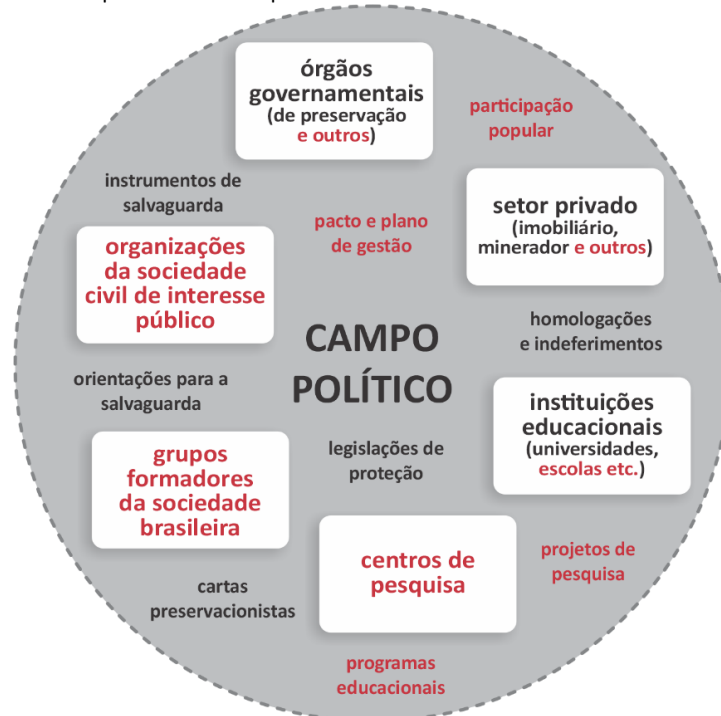 órgãos
governamentais
(de preservação
e outros)
participação
popular
instrumentos de
salvaguarda
pacto e plano
de gestão
setor privado
(imobiliário,
minerador e outros)
organizações
da sociedade
civil de interesse
público
CAMPO
POLÍTICO
homologações
e indeferimentos
orientações para a
salvaguarda
instituições
educacionais
(universidades,
escolas etc.)
grupos
formadores
da sociedade
brasileira
legislações de
proteção
centros de
pesquisa
projetos de
pesquisa
cartas
preservacionistas
programas
educacionais